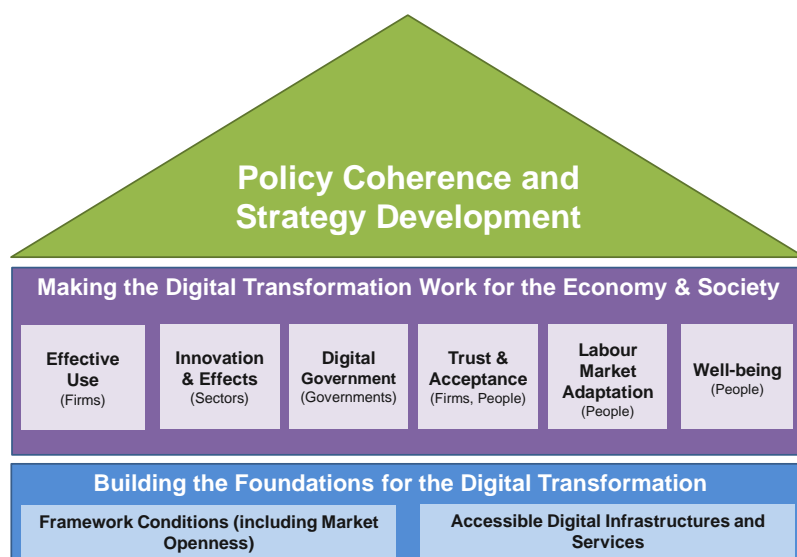 Policy Coherence and
Strategy Development
Making the Digital Transformation Work for the Economy & Society
Effective
Use
(Firms)
Innovation
& Effects
(Sectors)
Digital
Government
(Governments)
Trust &
Acceptance
(Firms, People)
Labour
Market
Adaptation
(People)
Well-being
(People)
Building the Foundations for the Digital Transformation
Framework Conditions (including Market
Openness)
Accessible Digital Infrastructures and
Services